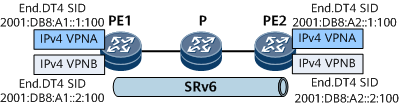 End.DT4 SID
2001:DB8:A1::1:100
PE1
P
PE2
End.DT4 SID
2001:DB8:A2::1:100
IPv4 VPNA
IPv4 VPNA
IPv4 VPNB
IPv4 VPNB
End.DT4 SID
2001:DB8:A1::2:100
SRv6
End.DT4 SID
2001:DB8:A2::2:100